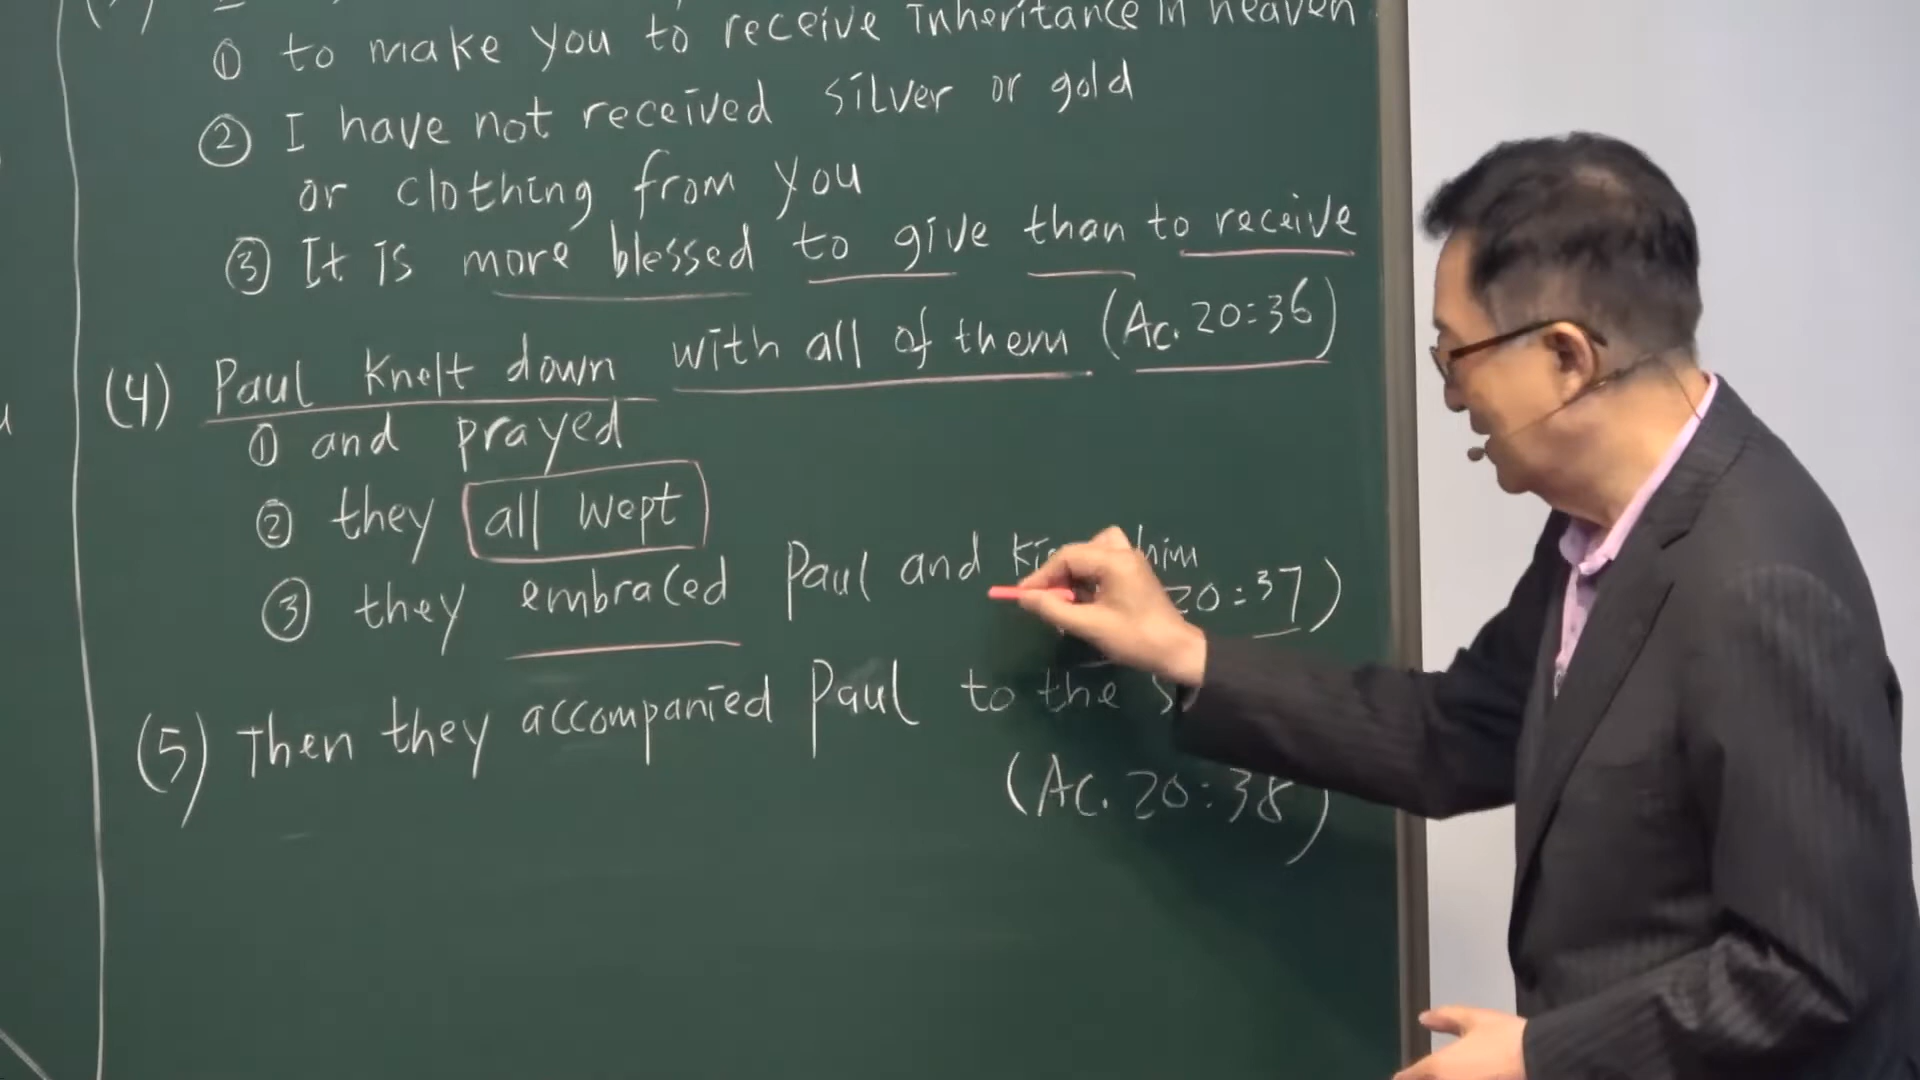 ① to make you to receive inheritance in heaven
② I have not received silver or gold
or clothing from you
③ It is more blessed to give than to receive
(4) Paul knelt down with all of them (Ac. 20:36)
① and prayed
② they all wept
③ they embraced Paul and him
20:37)
(5) Then they accompanied Paul to the
(Ac. 20:38)